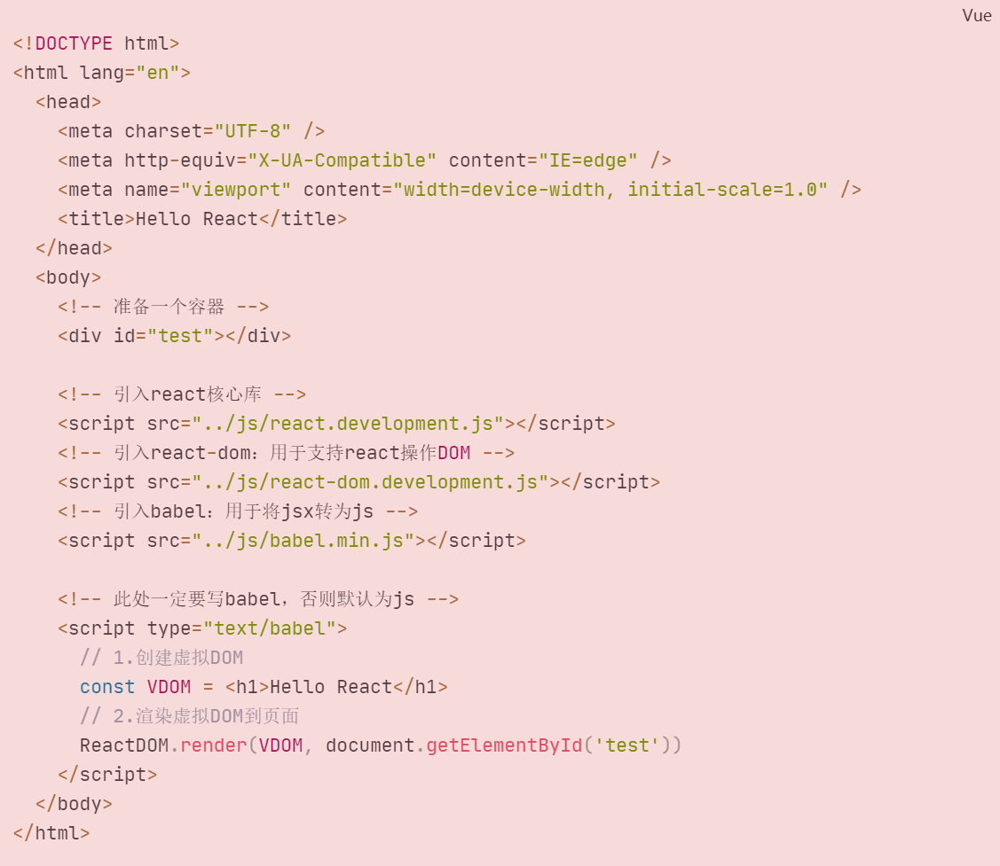 Vue
<!DOCTYPE html>
<html lang="en">
  <head>
    <meta charset="UTF-8" />
    <meta http-equiv="X-UA-Compatible" content="IE=edge" />
    <meta name="viewport" content="width=device-width, initial-scale=1.0" />
    <title>Hello React</title>
  </head>
  <body>
    <!-- 准备一个容器 -->
    <div id="test"></div>

    <!-- 引入react核心库 -->
    <script src="../js/react.development.js"></script>
    <!-- 引入react-dom：用于支持react操作DOM -->
    <script src="../js/react-dom.development.js"></script>
    <!-- 引入babel：用于将jsx转为js -->
    <script src="../js/babel.min.js"></script>

    <!-- 此处一定要写babel，否则默认为js -->
    <script type="text/babel">
      // 1.创建虚拟DOM
      const VDOM = <h1>Hello React</h1>
      // 2.渲染虚拟DOM到页面
      ReactDOM.render(VDOM, document.getElementById('test'))
    </script>
  </body>
</html>